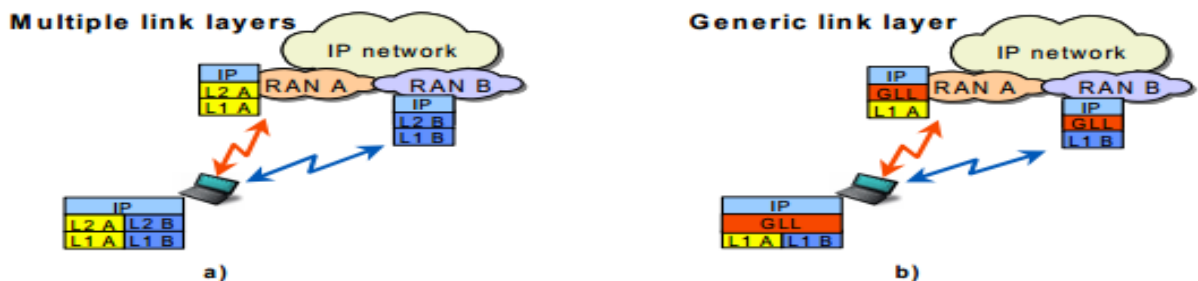 Multiple link layers
IP network
IP
L2 A
L1 A
RAN A
RAN B
IP
L2 B
L1 B
IP
L2 A L2 B
L1 A L1 B
a)
Generic link layer
IP network
IP
GLL
L1 A
RAN A
RAN B
IP
GLL
L1 B
IP
GLL
L1 A L1 B
b)